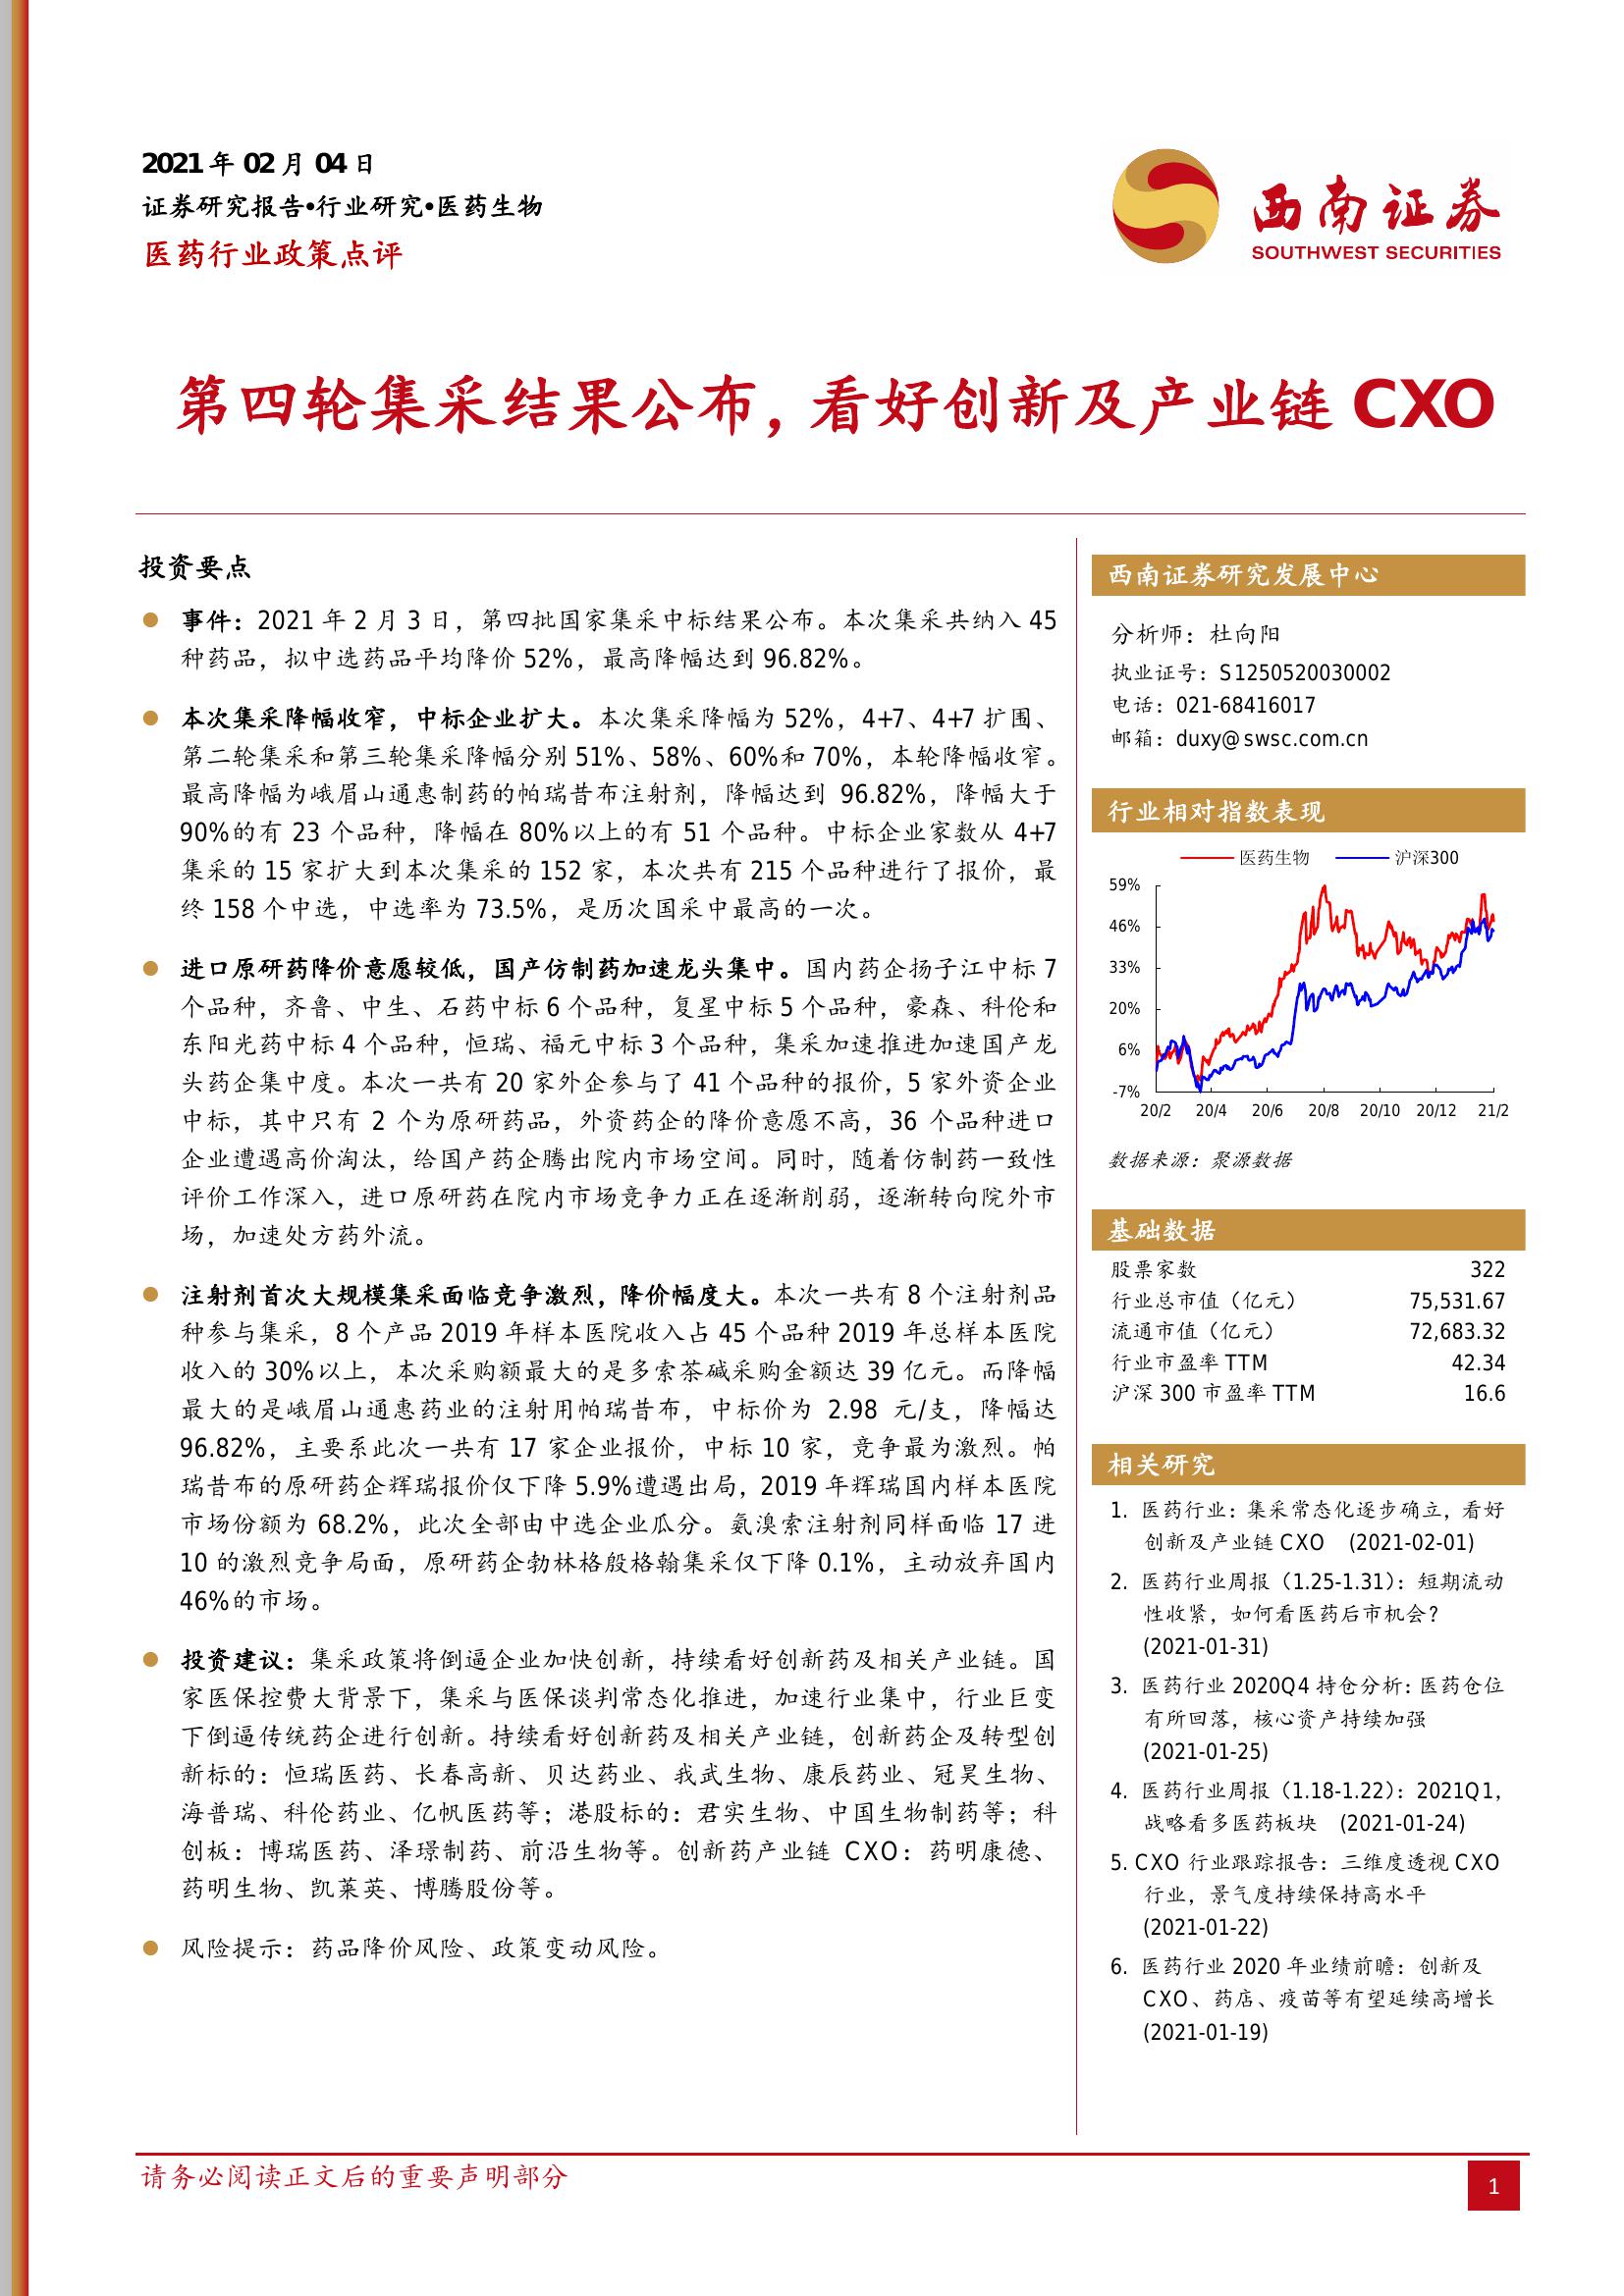 2021 年 02 月 04 日
证券研究报告•行业研究•医药生物
医药行业政策点评
西南证券
SOUTHWEST SECURITIES
第四轮集采结果公布，看好创新及产业链 CXO
投资要点
事件：2021 年 2 月 3 日，第四批国家集采中标结果公布。本次集采共纳入 45
种药品，拟中选药品平均降价 52%，最高降幅达到 96.82%。
本次集采降幅收窄，中标企业扩大。本次集采降幅为 52%，4+7、4+7 扩围、
第二轮集采和第三轮集采降幅分别 51%、58%、60%和 70%，本轮降幅收窄。
最高降幅为峨眉山通惠制药的帕瑞昔布注射剂，降幅达到 96.82%，降幅大于
90%的有 23 个品种，降幅在 80%以上的有 51 个品种。中标企业家数从 4+7
集采的 15 家扩大到本次集采的 152 家，本次共有 215 个品种进行了报价，最
终 158 个中选，中选率为 73.5%，是历次国采中最高的一次。
进口原研药降价意愿较低，国产仿制药加速龙头集中。国内药企扬子江中标 7
个品种，齐鲁、中生、石药中标 6 个品种，复星中标 5 个品种，豪森、科伦和
东阳光药中标 4 个品种，恒瑞、福元中标 3 个品种，集采加速推进加速国产龙
头药企集中度。本次一共有 20 家外企参与了 41 个品种的报价，5 家外资企业
中标，其中只有 2 个为原研药品，外资药企的降价意愿不高，36 个品种进口
企业遭遇高价淘汰，给国产药企腾出院内市场空间。同时，随着仿制药一致性
评价工作深入，进口原研药在院内市场竞争力正在逐渐削弱，逐渐转向院外市
场，加速处方药外流。
注射剂首次大规模集采面临竞争激烈，降价幅度大。本次一共有 8 个注射剂品
种参与集采，8 个产品 2019 年样本医院收入占 45 个品种 2019 年总样本医院
收入的 30%以上，本次采购额最大的是多索茶碱采购金额达 39 亿元。而降幅
最大的是峨眉山通惠药业的注射用帕瑞昔布，中标价为 2.98 元/支，降幅达
96.82%，主要系此次一共有 17 家企业报价，中标 10 家，竞争最为激烈。帕
瑞昔布的原研药企辉瑞报价仅下降 5.9%遭遇出局，2019 年辉瑞国内样本医院
市场份额为 68.2%，此次全部由中选企业瓜分。氨溴索注射剂同样面临 17 进
10 的激烈竞争局面，原研药企勃林格殷格翰集采仅下降 0.1%，主动放弃国内
46%的市场。
投资建议：集采政策将倒逼企业加快创新，持续看好创新药及相关产业链。国
家医保控费大背景下，集采与医保谈判常态化推进，加速行业集中，行业巨变
下倒逼传统药企进行创新。持续看好创新药及相关产业链，创新药企及转型创
新标的：恒瑞医药、长春高新、贝达药业、我武生物、康辰药业、冠昊生物、
海普瑞、科伦药业、亿帆医药等；港股标的：君实生物、中国生物制药等；科
创板：博瑞医药、泽璟制药、前沿生物等。创新药产业链 CXO：药明康德、
药明生物、凯莱英、博腾股份等。
风险提示：药品降价风险、政策变动风险。
西南证券研究发展中心
分析师：杜向阳
执业证号：S1250520030002
电话：021-68416017
邮箱：duxy@swsc.com.cn
行业相对指数表现
医药生物 沪深300
59%
46%
33%
20%
6%
-7%
20/2 20/4 20/6 20/8 20/10 20/12 21/2
数据来源：聚源数据
基础数据
股票家数 322
行业总市值（亿元） 75,531.67
流通市值（亿元） 72,683.32
行业市盈率 TTM 42.34
沪深 300 市盈率 TTM 16.6
相关研究
1. 医药行业：集采常态化逐步确立，看好
创新及产业链 CXO (2021-02-01)
2. 医药行业周报（1.25-1.31）：短期流动
性收紧，如何看医药后市机会？
(2021-01-31)
3. 医药行业 2020Q4 持仓分析：医药仓位
有所回落，核心资产持续加强
(2021-01-25)
4. 医药行业周报（1.18-1.22）：2021Q1，
战略看多医药板块 (2021-01-24)
5. CXO 行业跟踪报告：三维度透视 CXO
行业，景气度持续保持高水平
(2021-01-22)
6. 医药行业 2020 年业绩前瞻：创新及
CXO、药店、疫苗等有望延续高增长
(2021-01-19)
请务必阅读正文后的重要声明部分
1